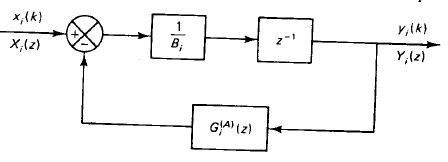 x_i(k)
X_i(z)
+
−
1/B_i
z⁻¹
y_i(k)
Y_i(z)
G_i^(A)(z)